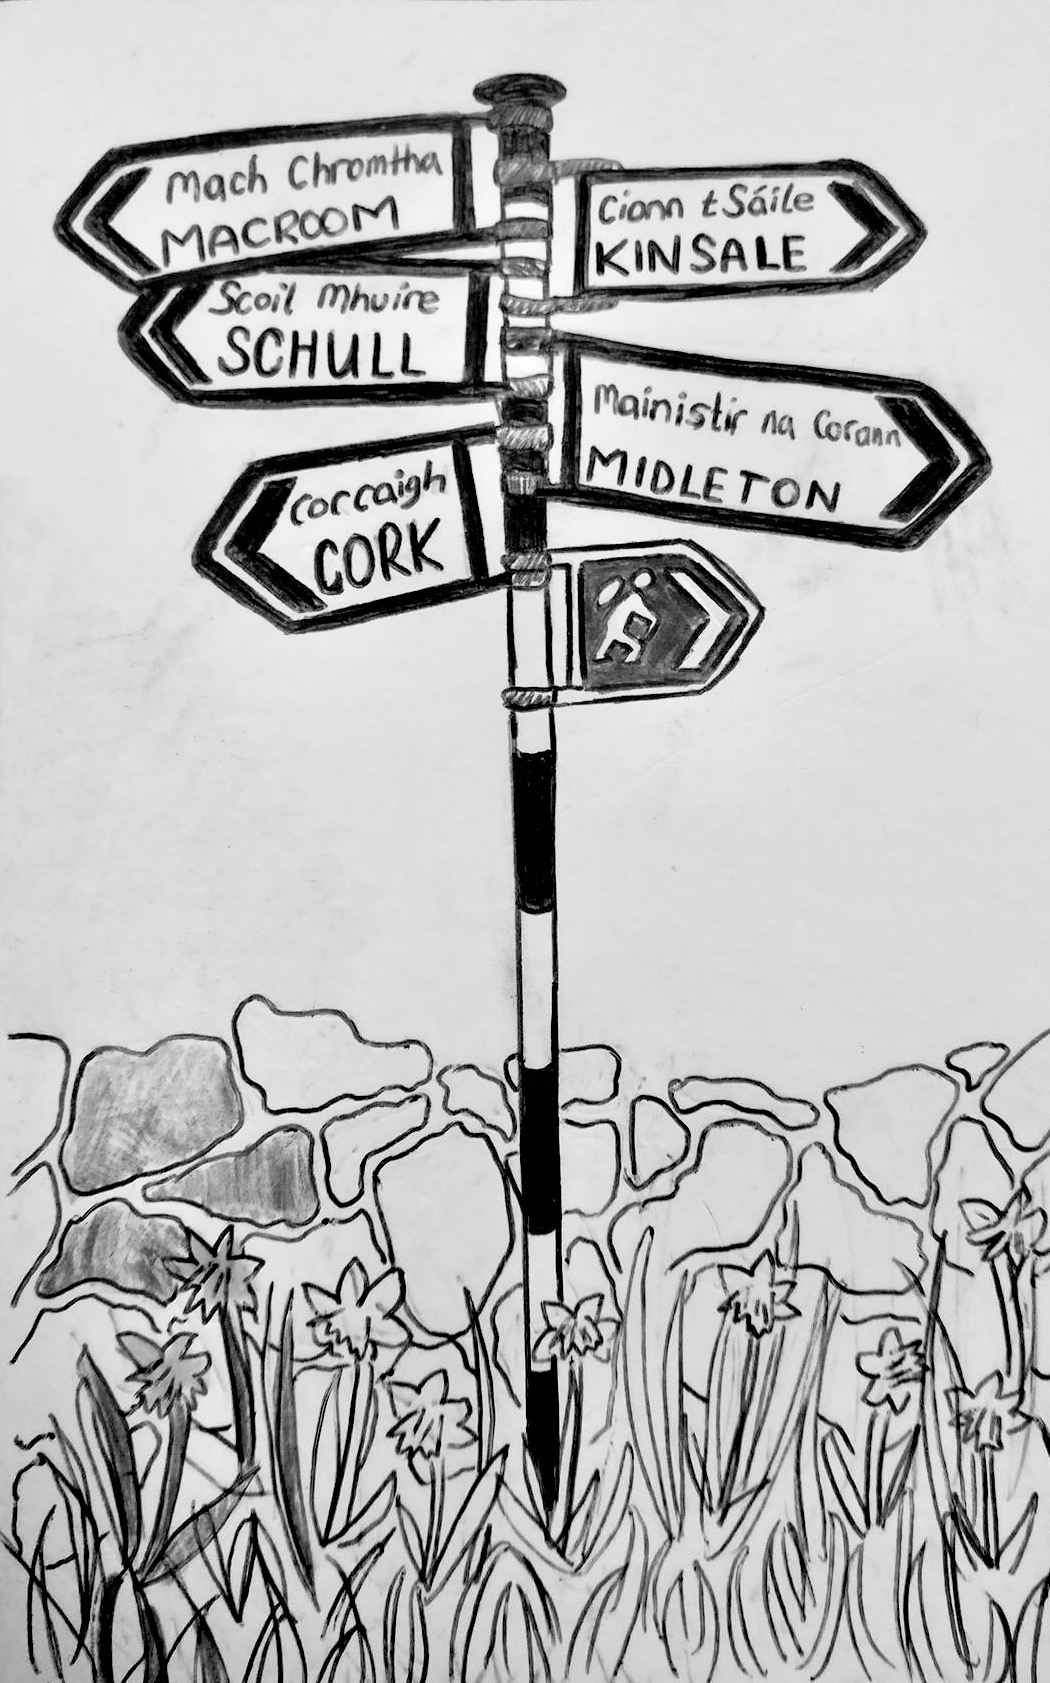 Mach Chromtha
MACROOM
Cionn tSáile
KINSALE
Scoil Mhuire
SCHULL
Mainistir na Corann
MIDLETON
Corcaigh
CORK